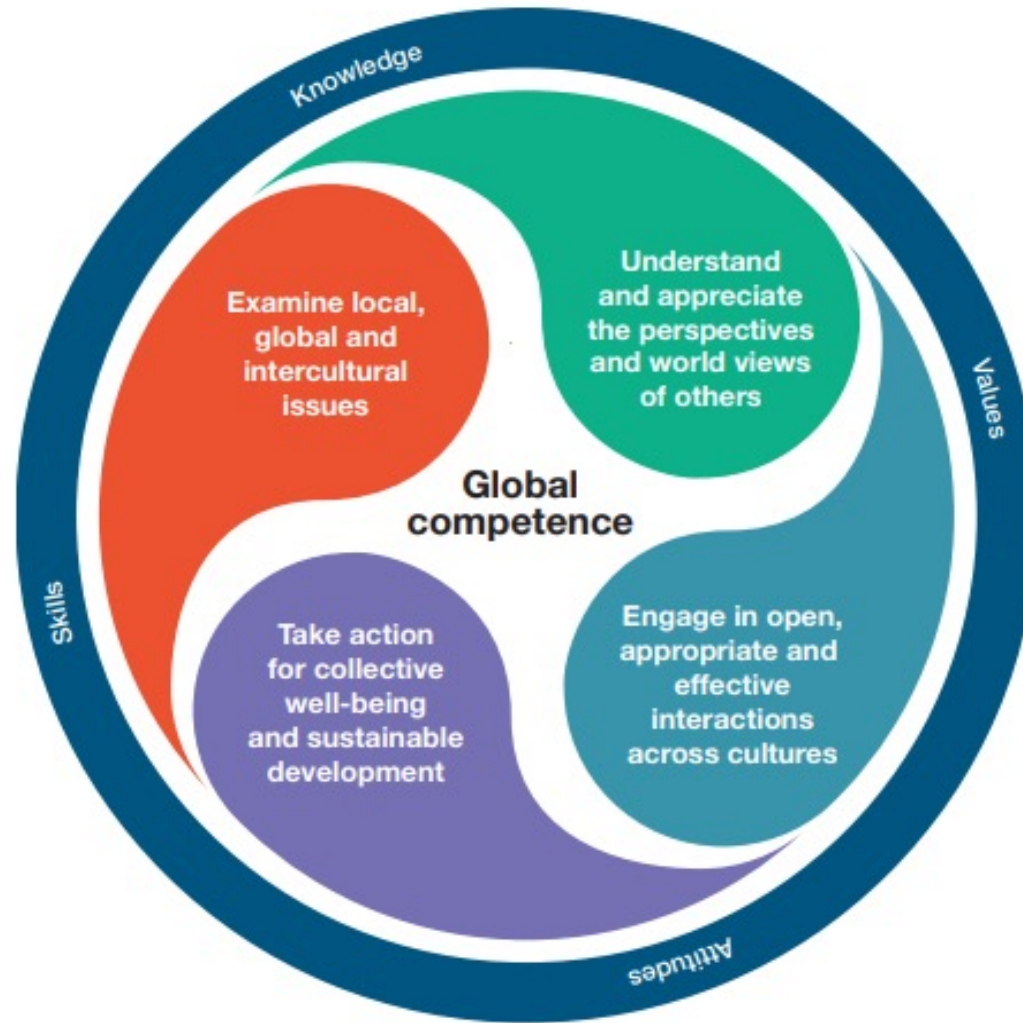 Knowledge
Examine local,
global and
intercultural
issues
Understand
and appreciate
the perspectives
and world views
of others
Values
Global
competence
Skills
Take action
for collective
well-being
and sustainable
development
Engage in open,
appropriate and
effective
interactions
across cultures
Attitudes